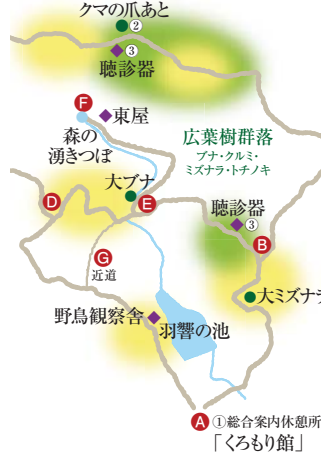 クマの爪あと
②
③
聴診器
F
東屋
森の
湧きつぼ
広葉樹群落
ブナ・クルミ・
ミズナラ・トチノキ
大ブナ
D
E
聴診器
③
B
G
近道
大ミズナラ
野鳥観察舎
羽響の池
A ①総合案内休憩所
「くろもり館」